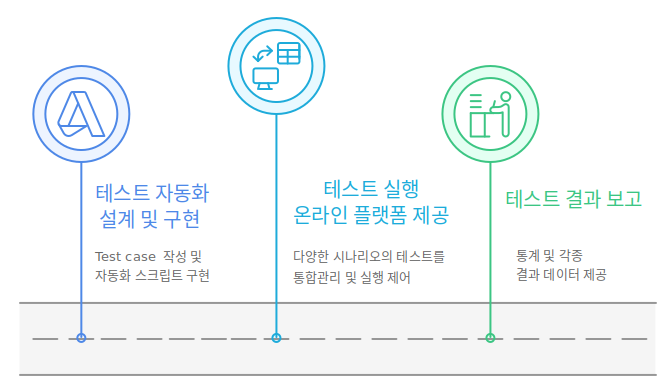 테스트 자동화
설계 및 구현
Test case 작성 및
자동화 스크립트 구현
테스트 실행
온라인 플랫폼 제공
다양한 시나리오의 테스트를
통합관리 및 실행 제어
테스트 결과 보고
통계 및 각종
결과 데이터 제공